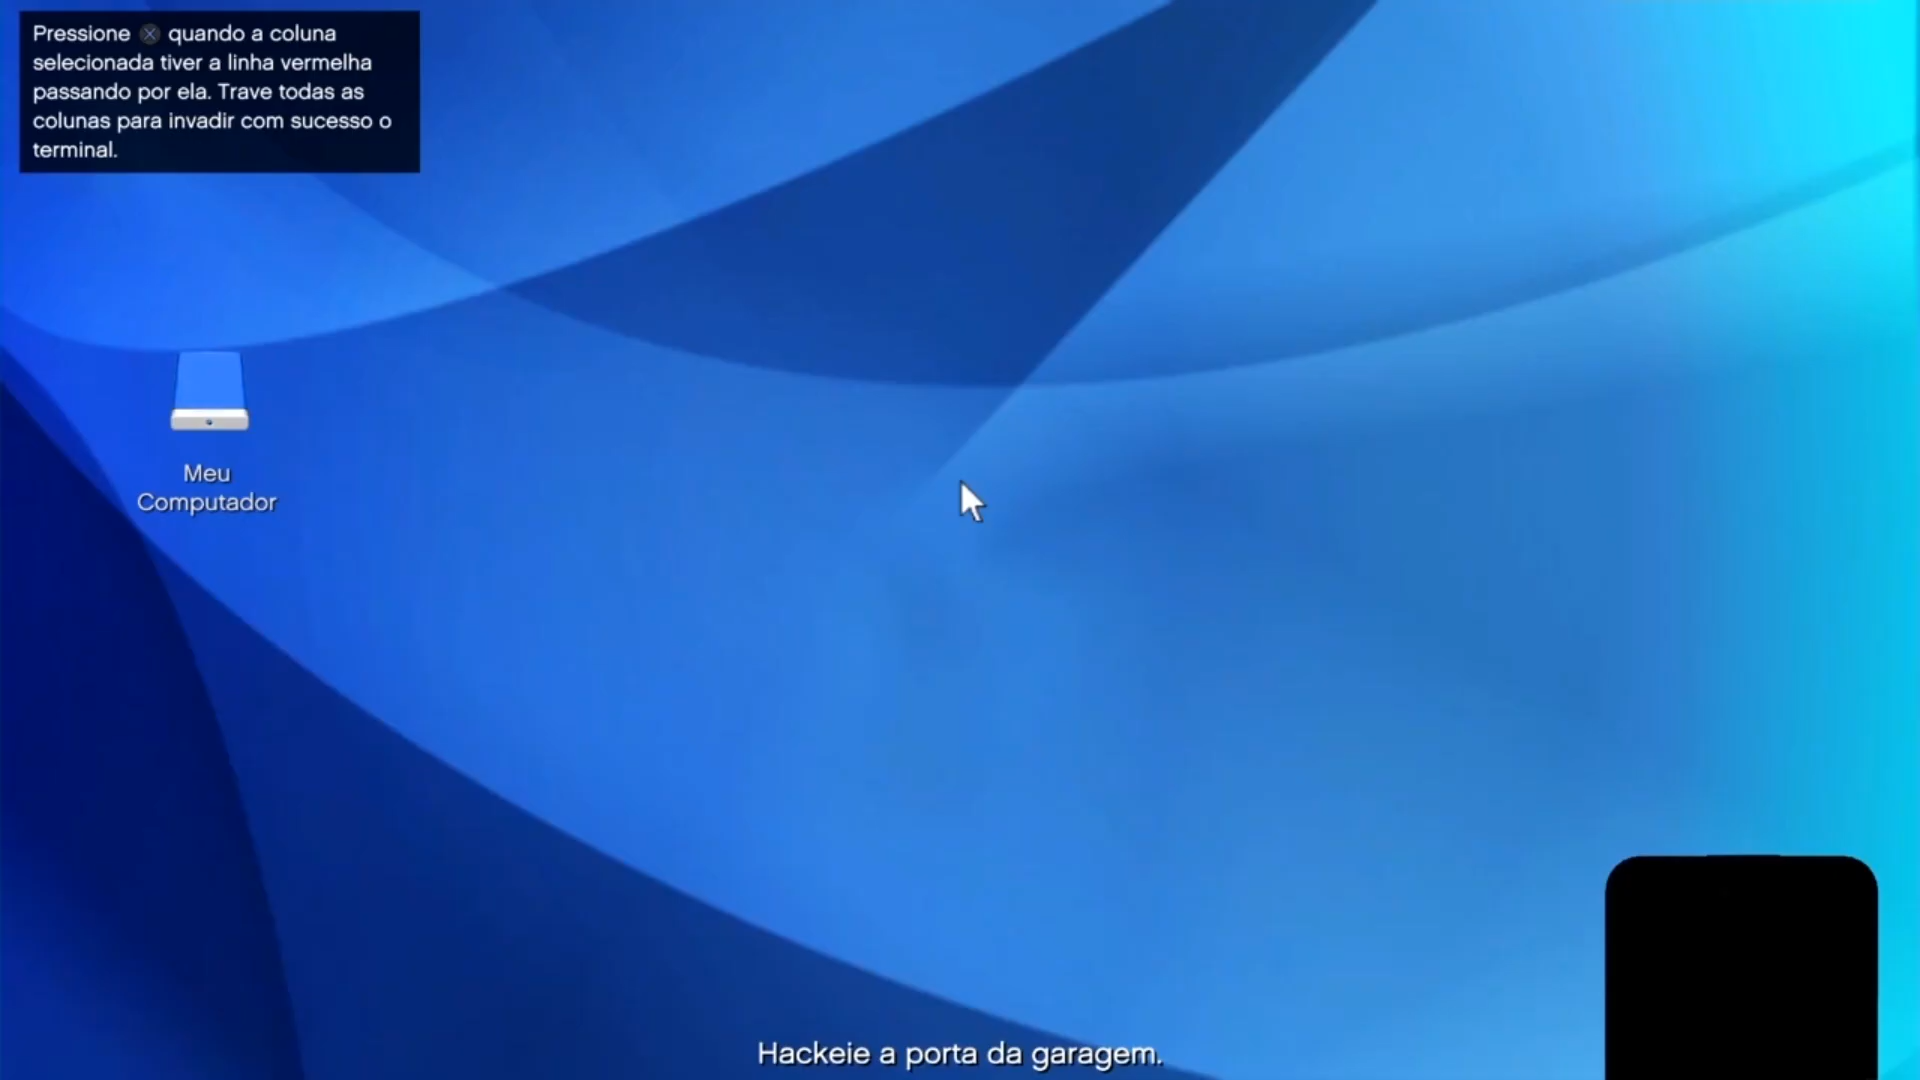 Pressione ⓧ quando a coluna
selecionada tiver a linha vermelha
passando por ela. Trave todas as
colunas para invadir com sucesso o
terminal.
Meu
Computador
Hackeie a porta da garagem.